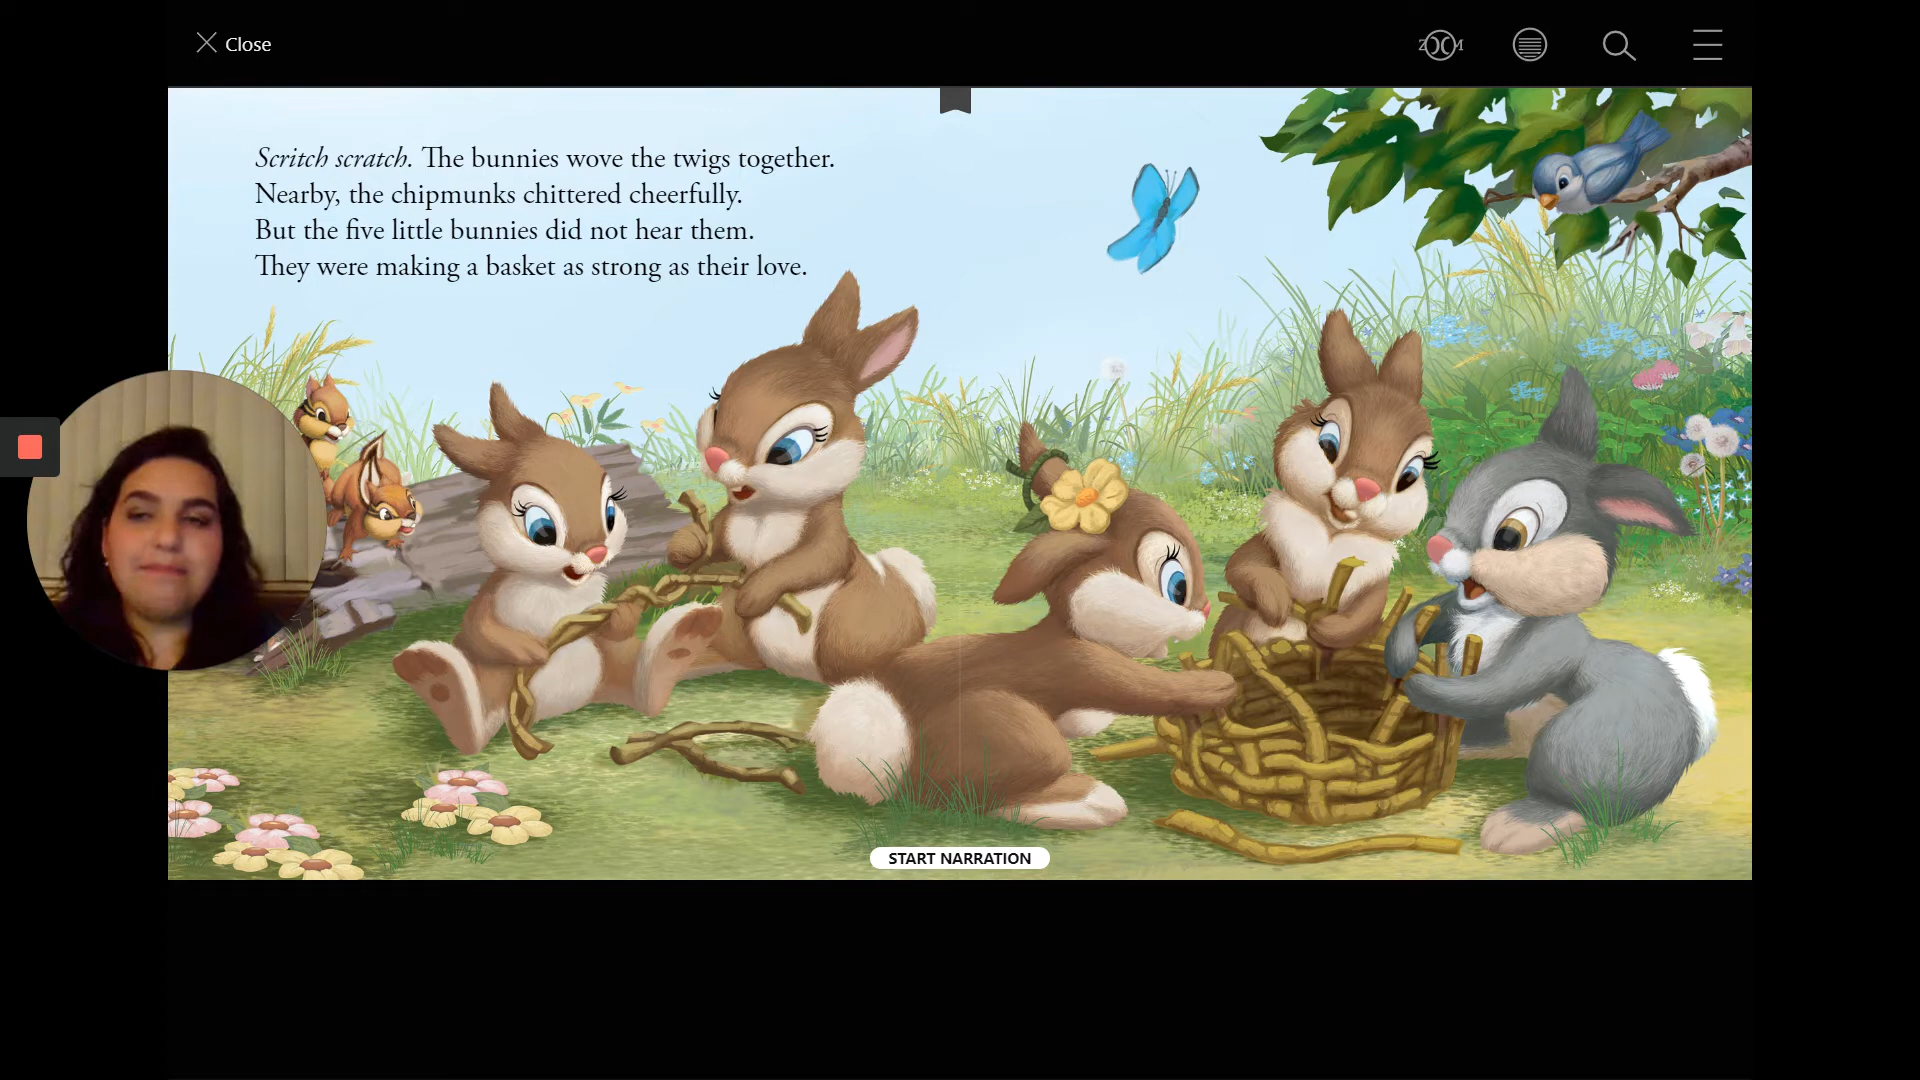 Close
ZOOM
Scritch scratch. The bunnies wove the twigs together.
Nearby, the chipmunks chittered cheerfully.
But the five little bunnies did not hear them.
They were making a basket as strong as their love.
START NARRATION